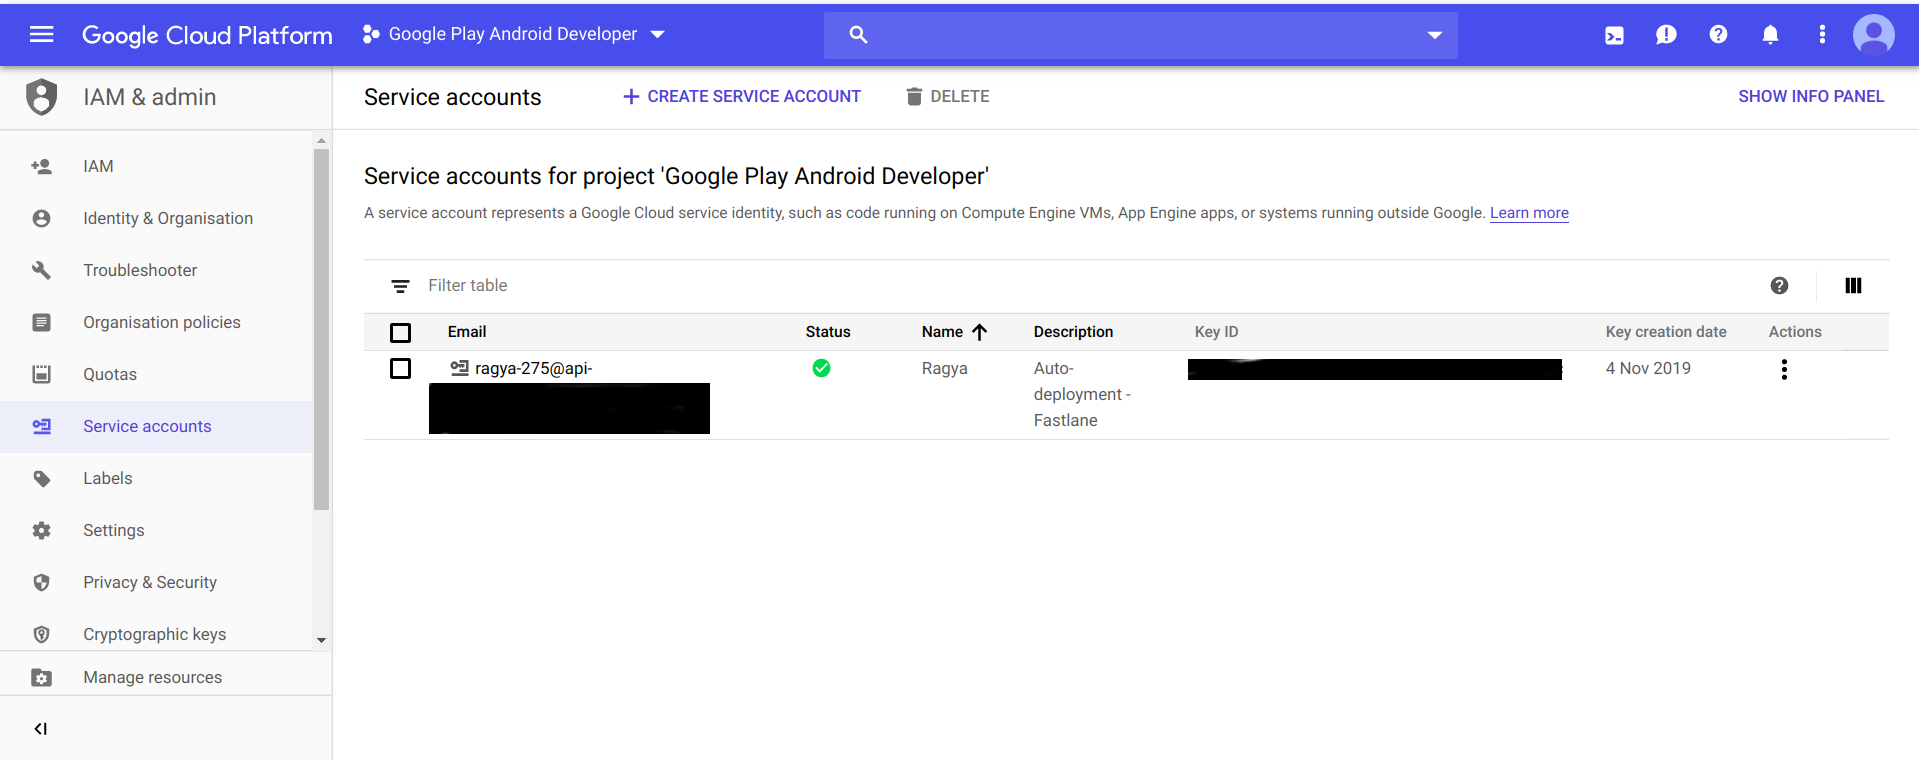 Google Cloud Platform
Google Play Android Developer
IAM & admin
Service accounts
CREATE SERVICE ACCOUNT
DELETE
SHOW INFO PANEL
IAM
Identity & Organisation
Troubleshooter
Organisation policies
Quotas
Service accounts
Labels
Settings
Privacy & Security
Cryptographic keys
Manage resources
Service accounts for project 'Google Play Android Developer'
A service account represents a Google Cloud service identity, such as code running on Compute Engine VMs, App Engine apps, or systems running outside Google. Learn more
Filter table
Email Status Name Description Key ID Key creation date Actions
ragya-275@api- Ragya Auto- 4 Nov 2019
deployment -
Fastlane